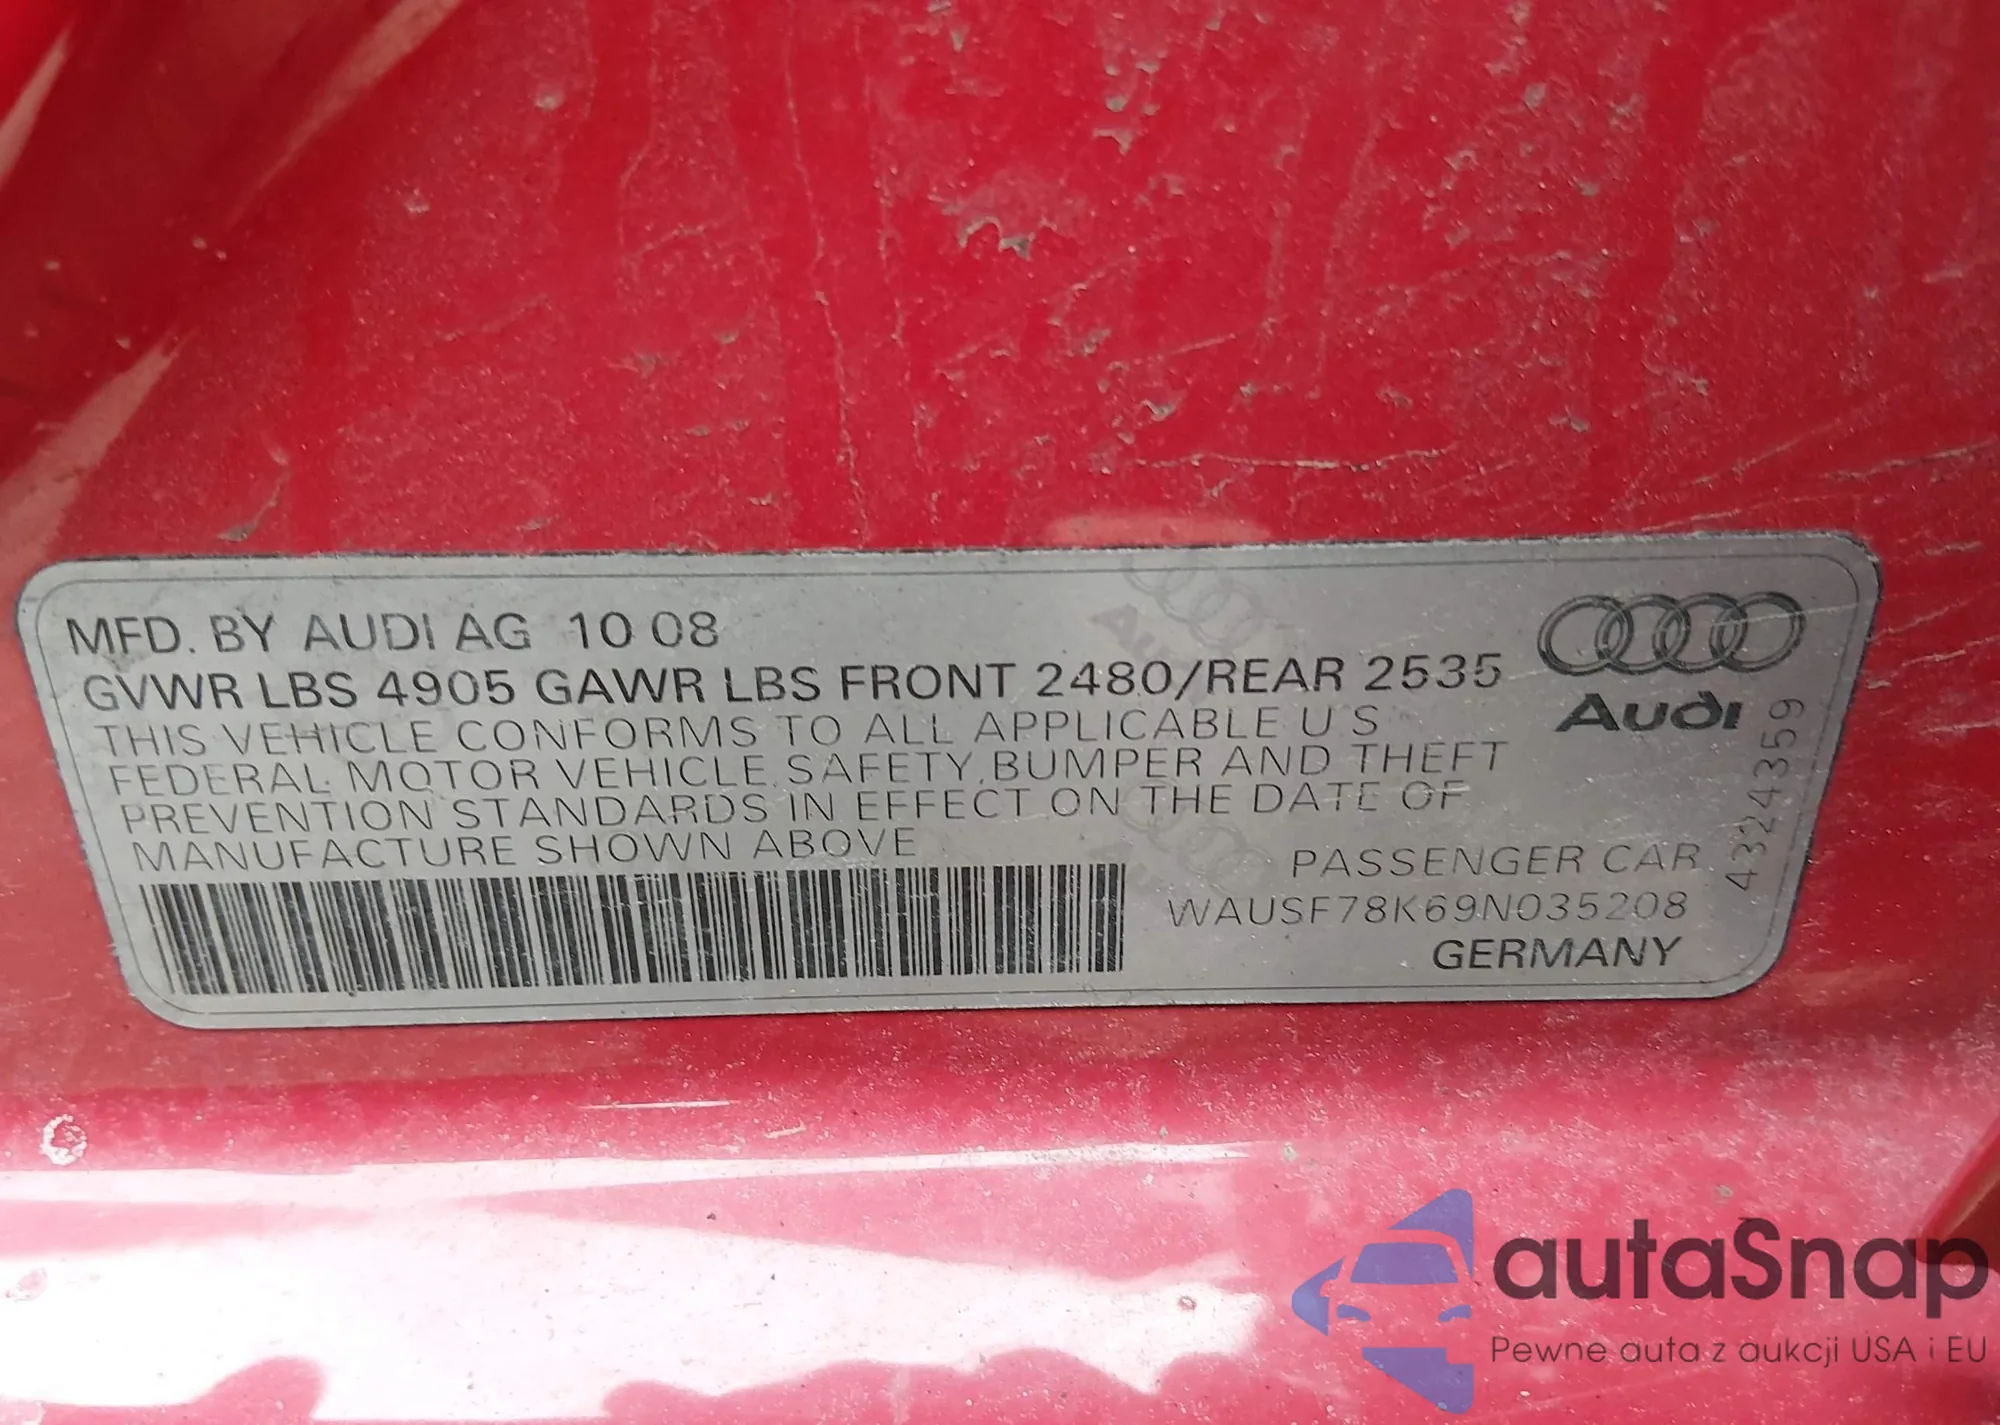 MFD. BY AUDI AG 10 08
GVWR LBS 4905 GAWR LBS FRONT 2480/REAR 2535
THIS VEHICLE CONFORMS TO ALL APPLICABLE U S
FEDERAL MOTOR VEHICLE SAFETY, BUMPER AND THEFT
PREVENTION STANDARDS IN EFFECT ON THE DATE OF
MANUFACTURE SHOWN ABOVE
Audi
4324359
PASSENGER CAR
WAUSF78K69N035208
GERMANY
autaSnap
Pewne auta z aukcji USA i EU